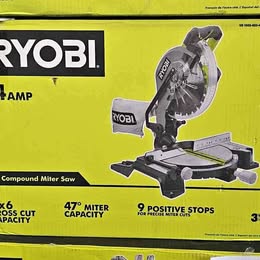 RYOBI
4 AMP
RYOBI
Compound Miter Saw
x6
ROSS CUT
CAPACITY
47° MITER
CAPACITY
9 POSITIVE STOPS
FOR PRECISE MITER CUTS